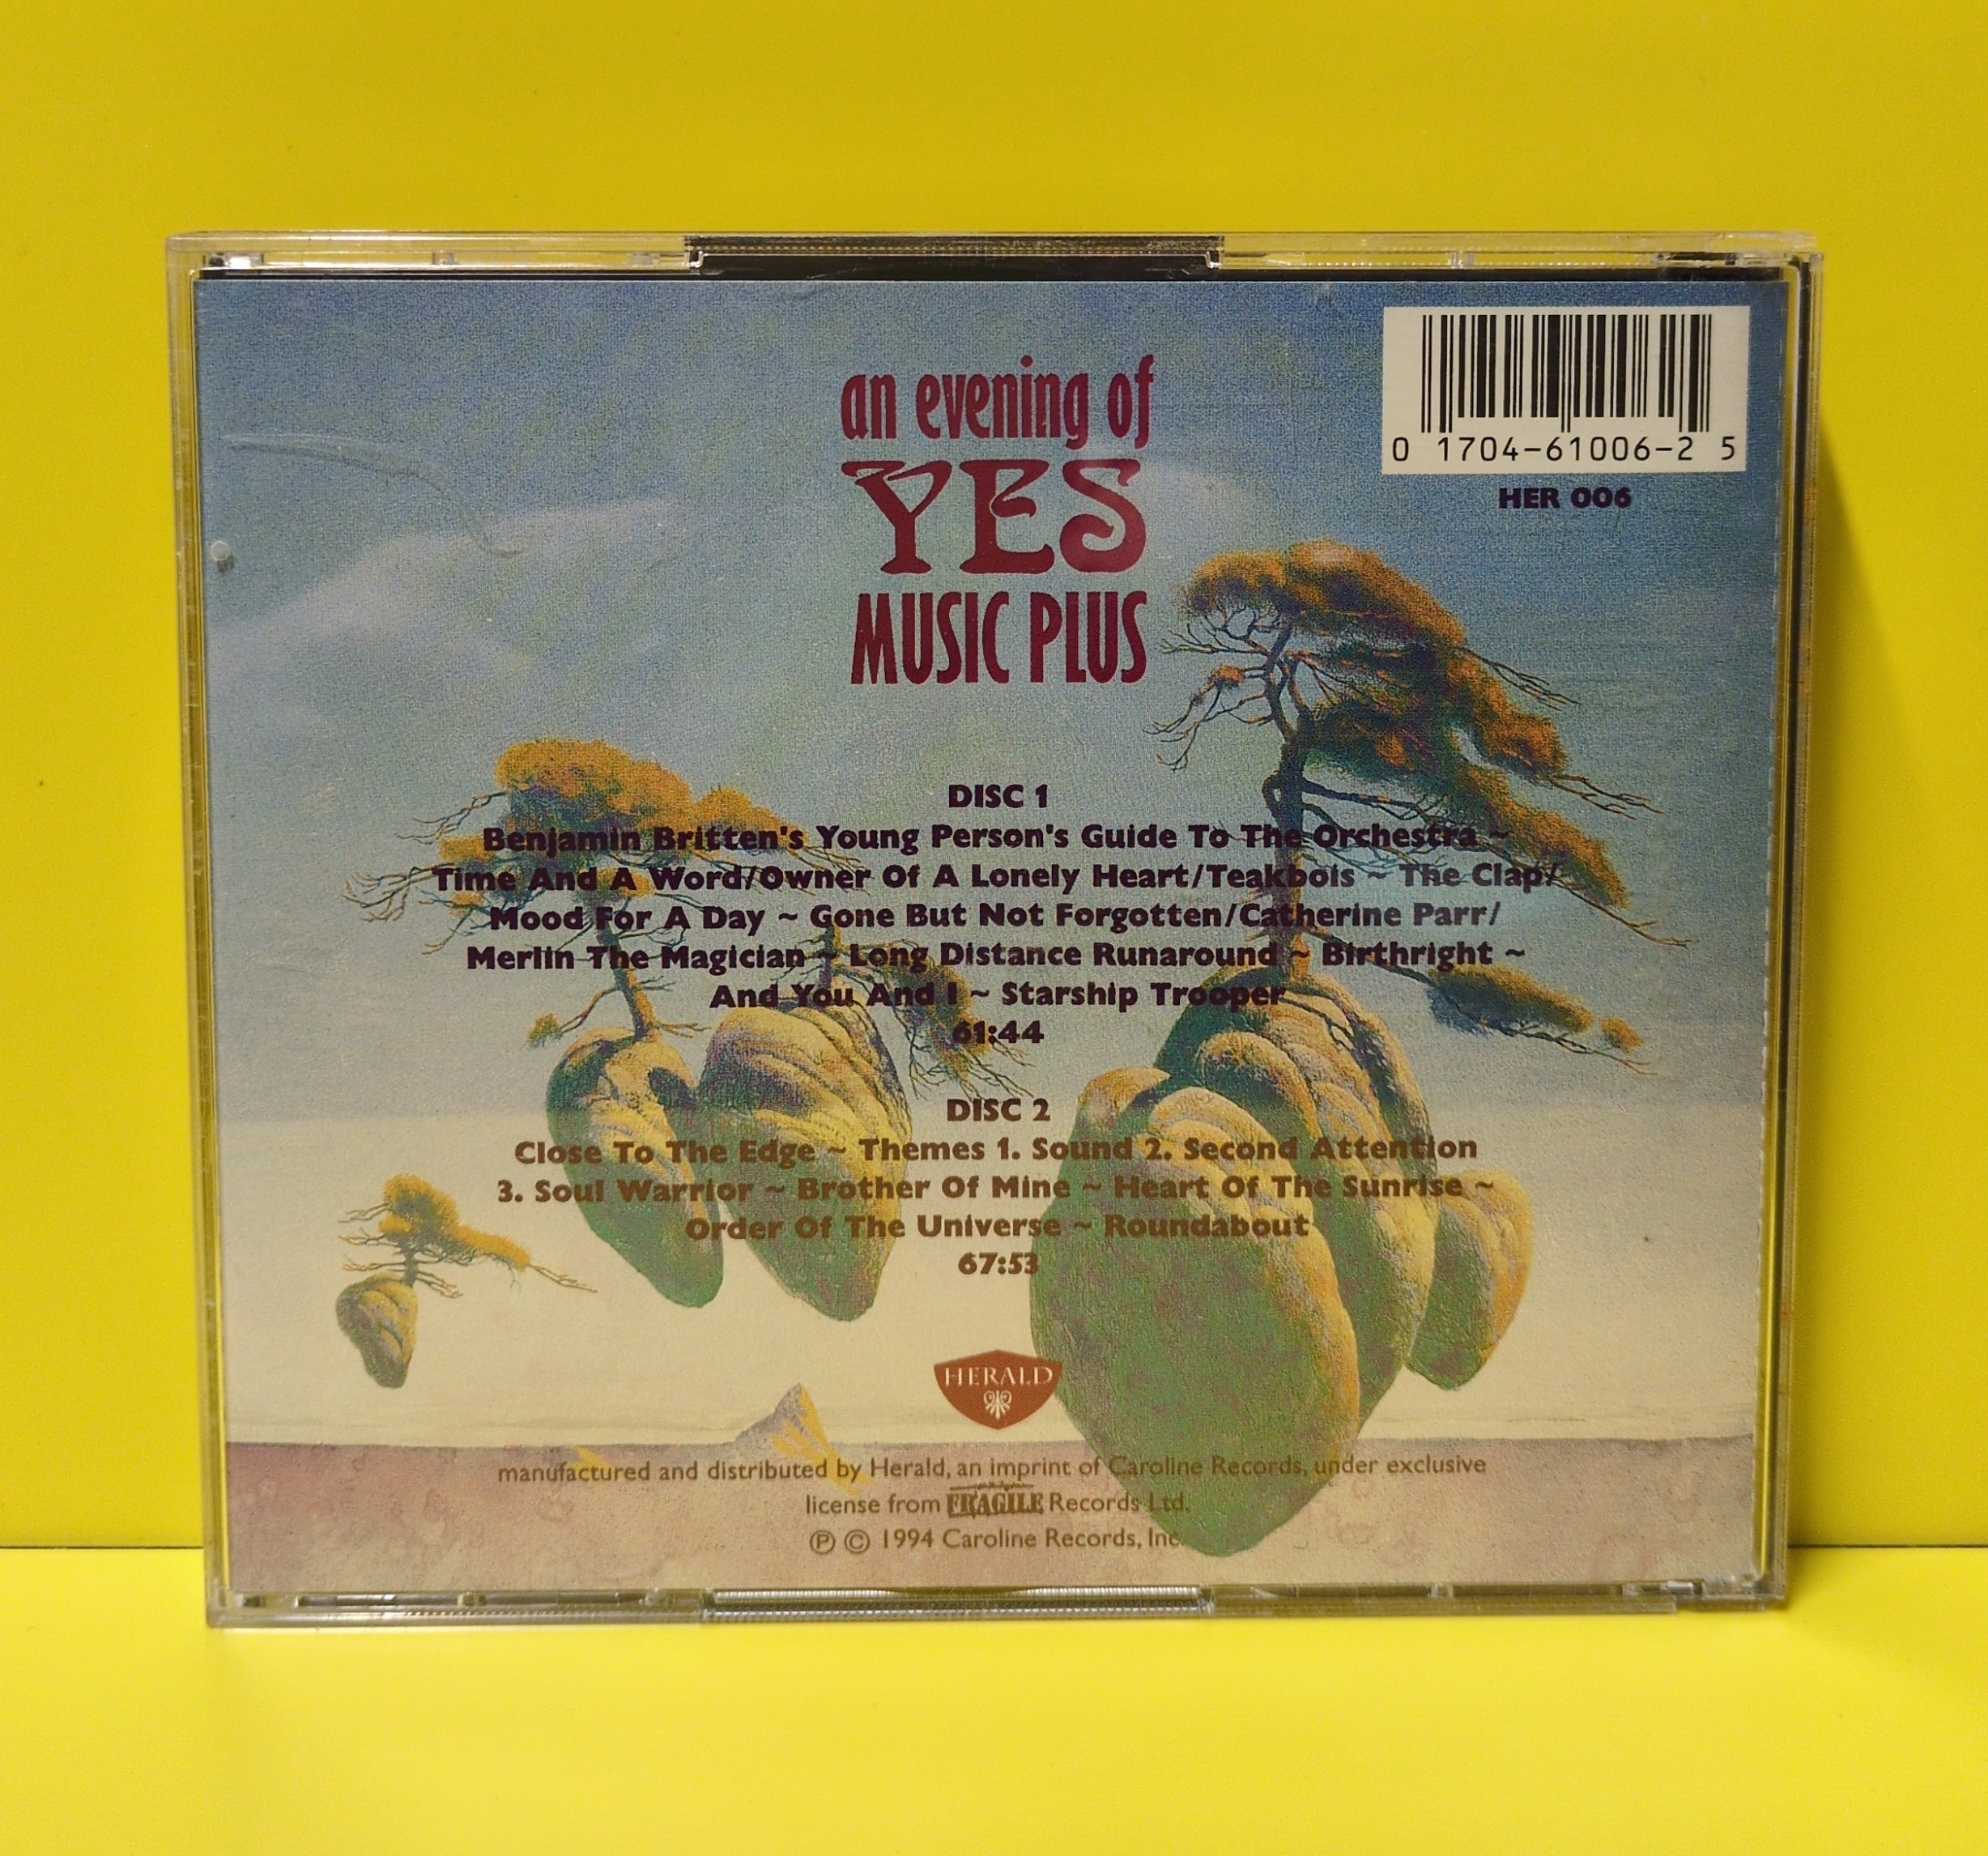 an evening of
YES
MUSIC PLUS
0 1704-61006-2 5
HER 006
DISC 1
Benjamin Britten's Young Person's Guide To The Orchestra ~
Time And A Word/Owner Of A Lonely Heart/Teakbois ~ The Clap/
Mood For A Day ~ Gone But Not Forgotten/Catherine Parr/
Merlin The Magician ~ Long Distance Runaround ~ Birthright ~
And You And I ~ Starship Trooper
61:44
DISC 2
Close To The Edge ~ Themes 1. Sound 2. Second Attention
3. Soul Warrior ~ Brother Of Mine ~ Heart Of The Sunrise ~
Order Of The Universe ~ Roundabout
67:53
HERALD
manufactured and distributed by Herald, an imprint of Caroline Records, under exclusive
license from FRAGILE Records Ltd.
℗ © 1994 Caroline Records, Inc.